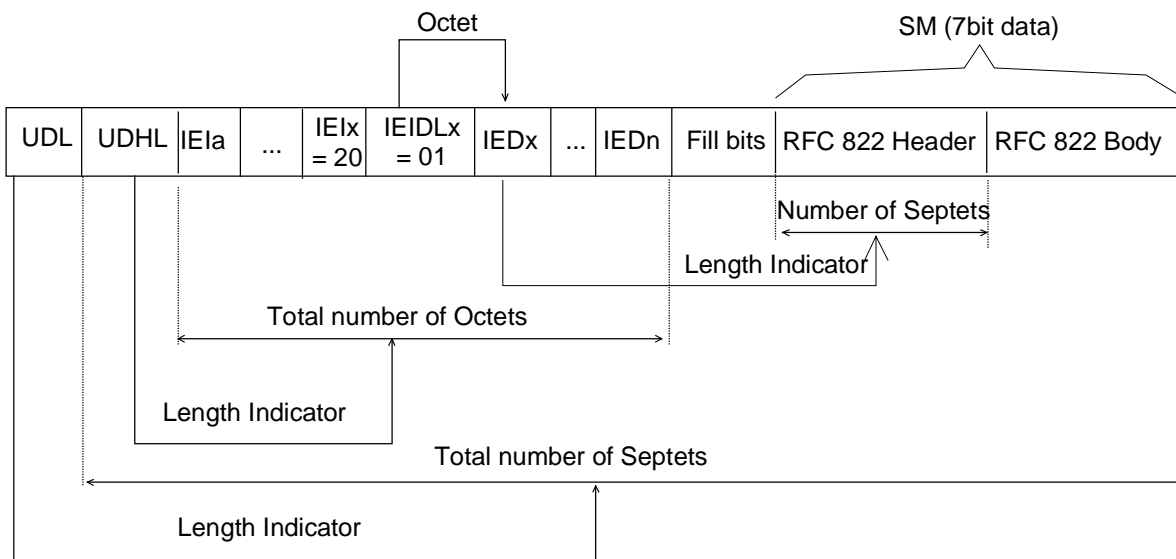 Octet
SM (7bit data)
UDL UDHL IEIa ... IEIx = 20 IEIDLx = 01 IEDx ... IEDn Fill bits RFC 822 Header RFC 822 Body
Number of Septets
Length Indicator
Total number of Octets
Length Indicator
Total number of Septets
Length Indicator